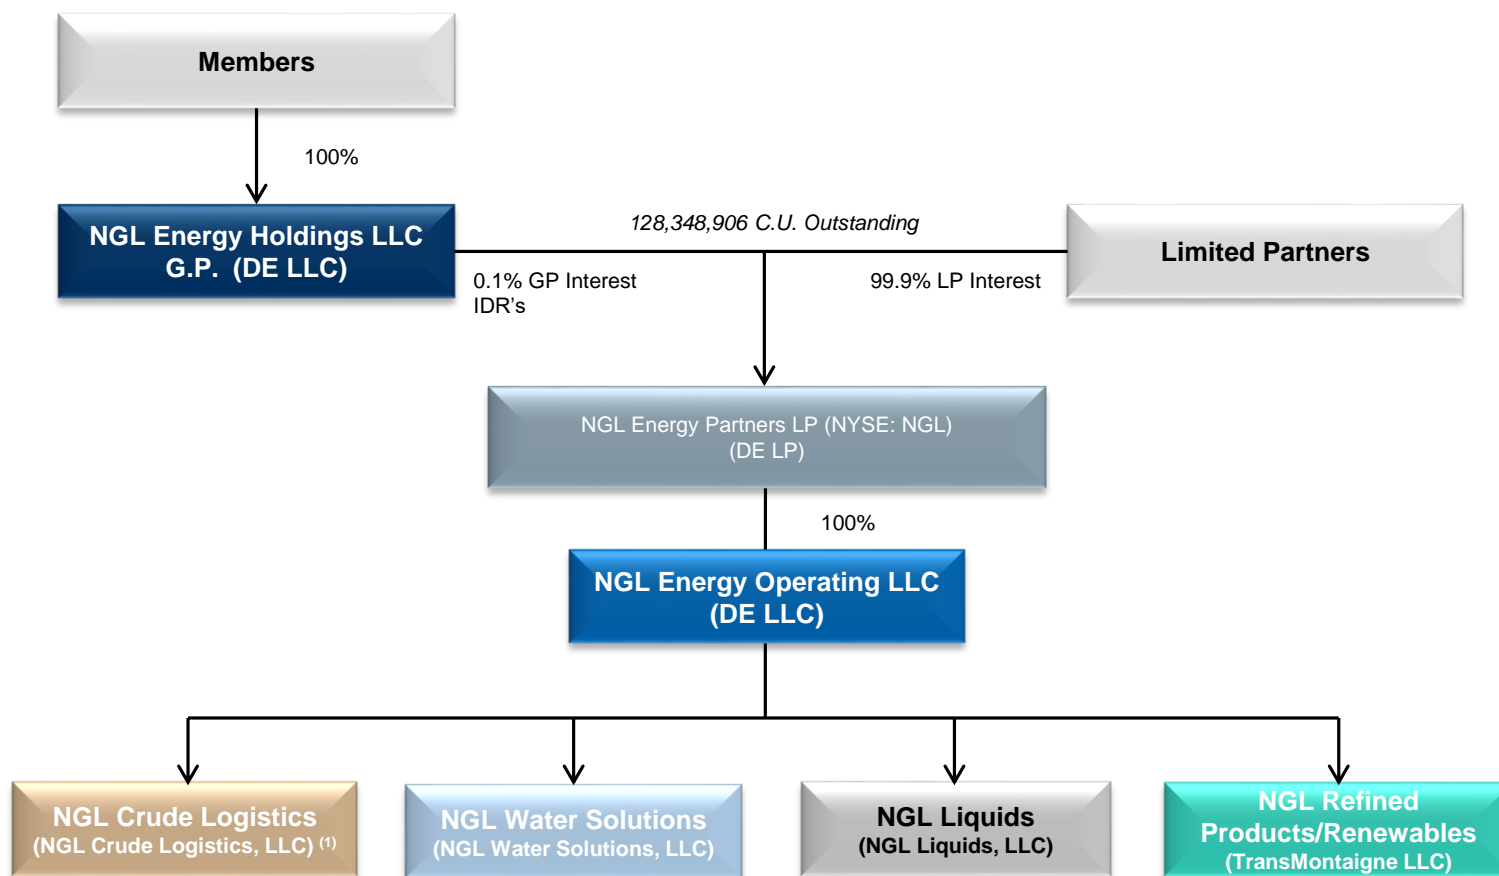 Members
100%
NGL Energy Holdings LLC
G.P. (DE LLC)
128,348,906 C.U. Outstanding
Limited Partners
0.1% GP Interest
IDR's
99.9% LP Interest
NGL Energy Partners LP (NYSE: NGL)
(DE LP)
100%
NGL Energy Operating LLC
(DE LLC)
NGL Crude Logistics
(NGL Crude Logistics, LLC) (1)
NGL Water Solutions
(NGL Water Solutions, LLC)
NGL Liquids
(NGL Liquids, LLC)
NGL Refined
Products/Renewables
(TransMontaigne LLC)